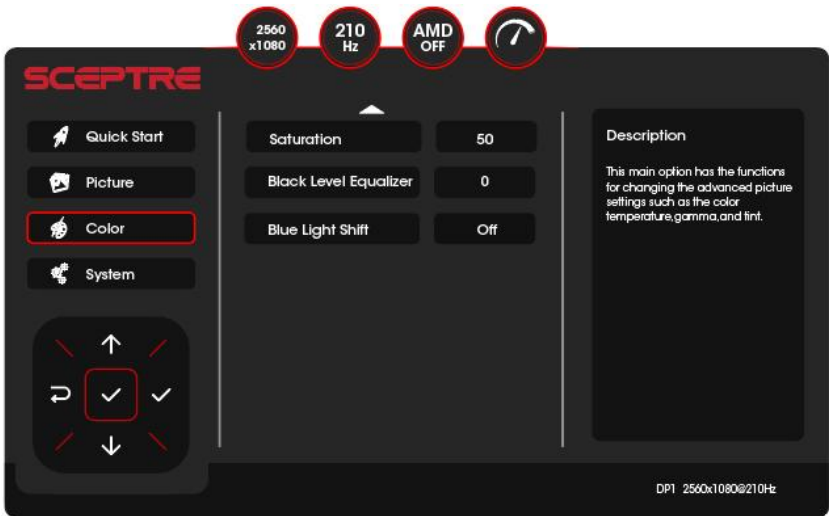 2560
x1080
210
Hz
AMD
OFF
SCEPTRE
Quick Start
Picture
Color
System
Saturation 50
Black Level Equalizer 0
Blue Light Shift Off
Description
This main option has the functions
for changing the advanced picture
settings such as the color
temperature,gamma,and tint.
DP1 2560x1080@210Hz